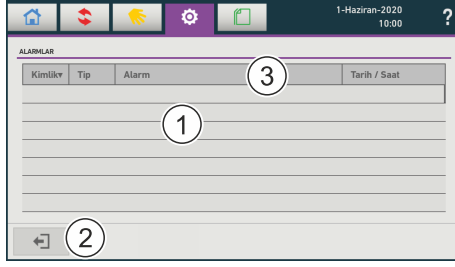 1-Haziran-2020
10:00
?
ALARMLAR
Kimlik Tip Alarm Tarih / Saat
3
1
2